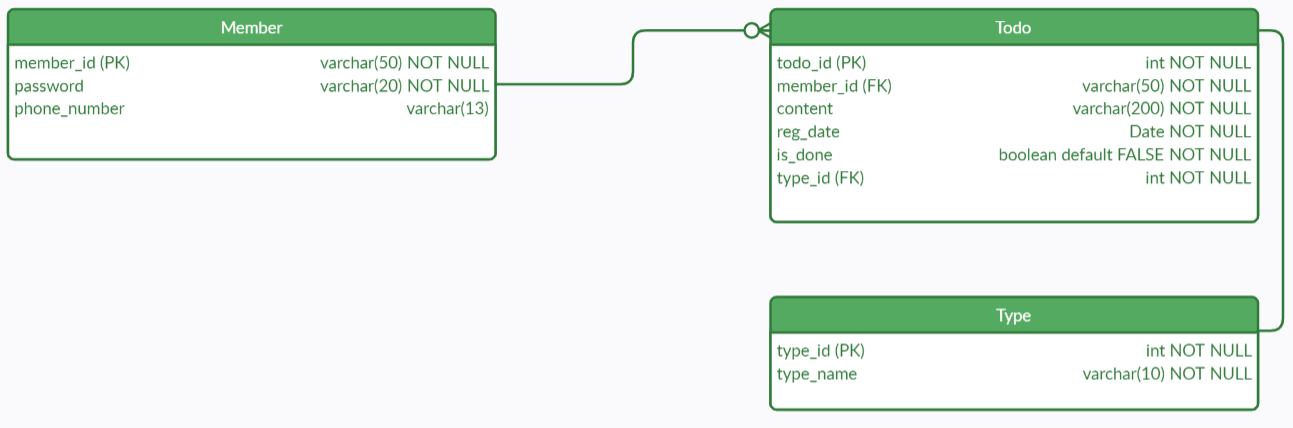 Member
member_id (PK) varchar(50) NOT NULL
password varchar(20) NOT NULL
phone_number varchar(13)
Todo
todo_id (PK) int NOT NULL
member_id (FK) varchar(50) NOT NULL
content varchar(200) NOT NULL
reg_date Date NOT NULL
is_done boolean default FALSE NOT NULL
type_id (FK) int NOT NULL
Type
type_id (PK) int NOT NULL
type_name varchar(10) NOT NULL